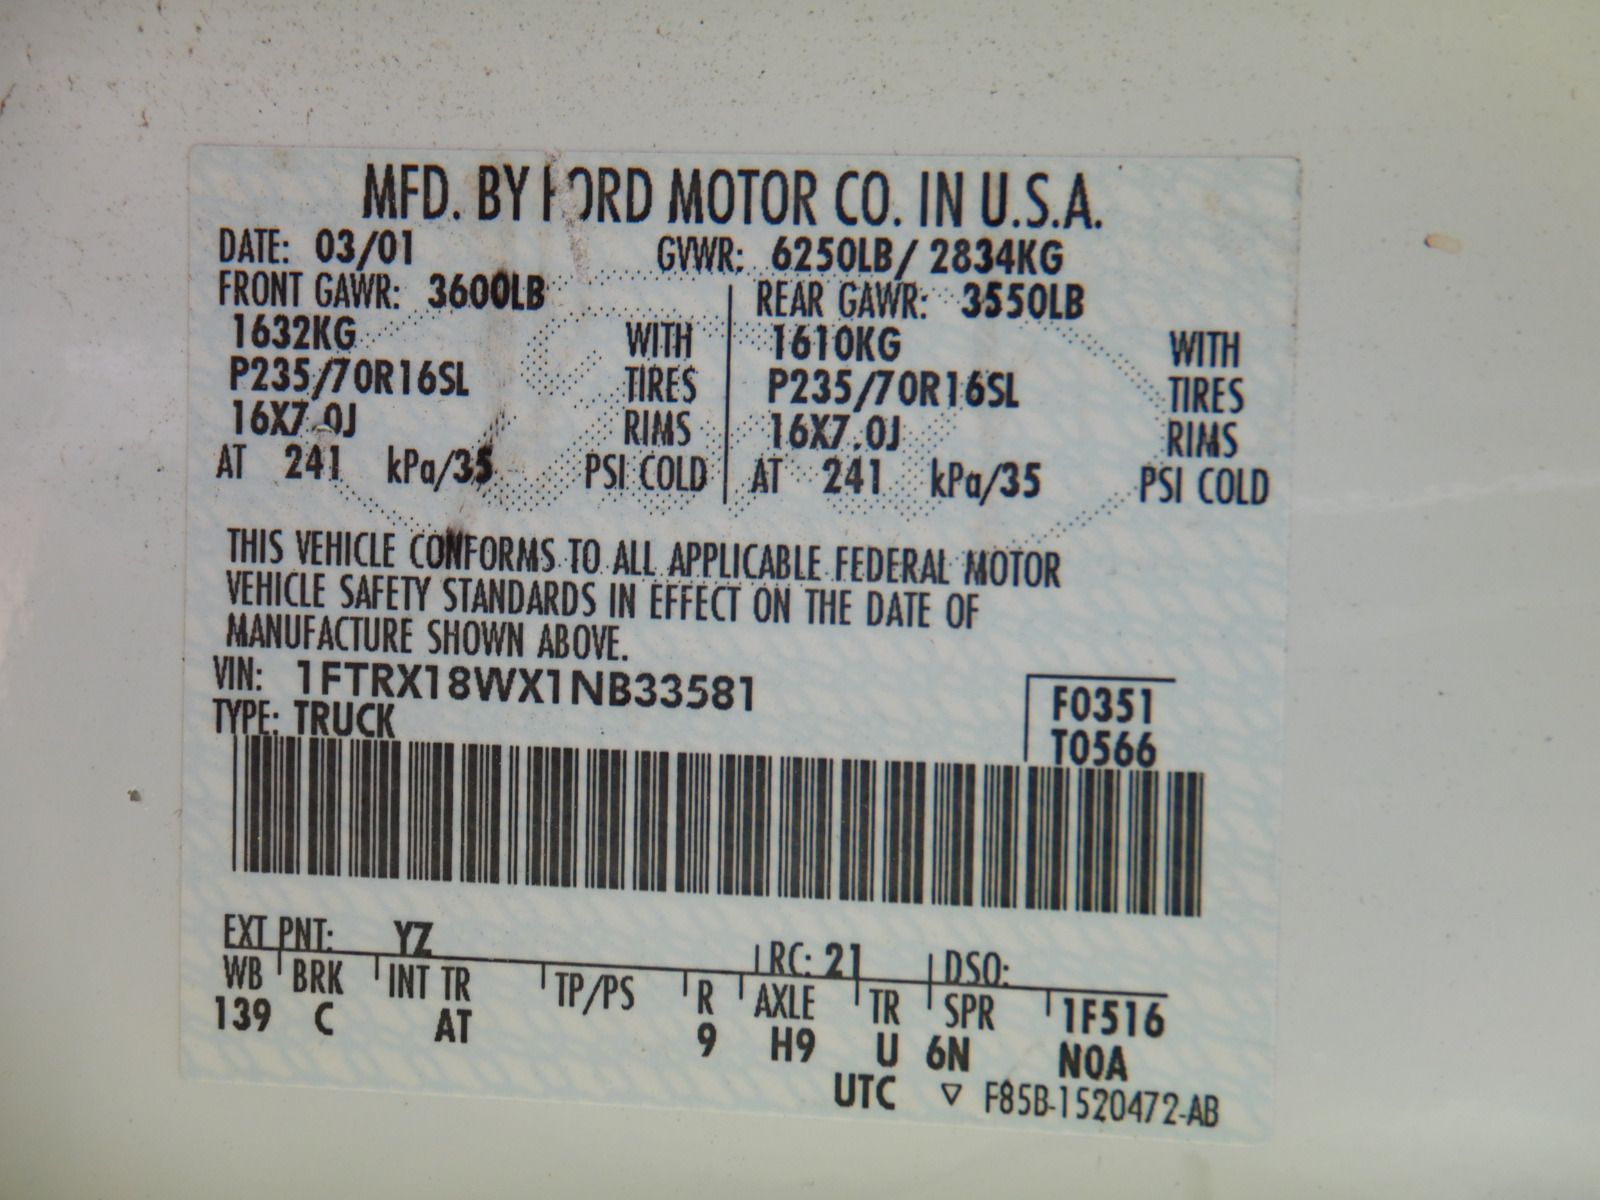 MFD. BY FORD MOTOR CO. IN U.S.A.
DATE: 03/01 GVWR: 6250LB / 2834KG
FRONT GAWR: 3600LB REAR GAWR: 3550LB
1632KG WITH 1610KG WITH
P235/70R16SL TIRES P235/70R16SL TIRES
16X7.0J RIMS 16X7.0J RIMS
AT 241 kPa/35 PSI COLD AT 241 kPa/35 PSI COLD
THIS VEHICLE CONFORMS TO ALL APPLICABLE FEDERAL MOTOR
VEHICLE SAFETY STANDARDS IN EFFECT ON THE DATE OF
MANUFACTURE SHOWN ABOVE.
VIN: 1FTRX18WX1NB33581 F0351
TYPE: TRUCK T0566
EXT PNT: YZ RC: 21 DSO:
WB BRK INT TR TP/PS R AXLE TR SPR 1F516
139 C AT 9 H9 U 6N NOA
UTC ▽ F85B-1520472-AB